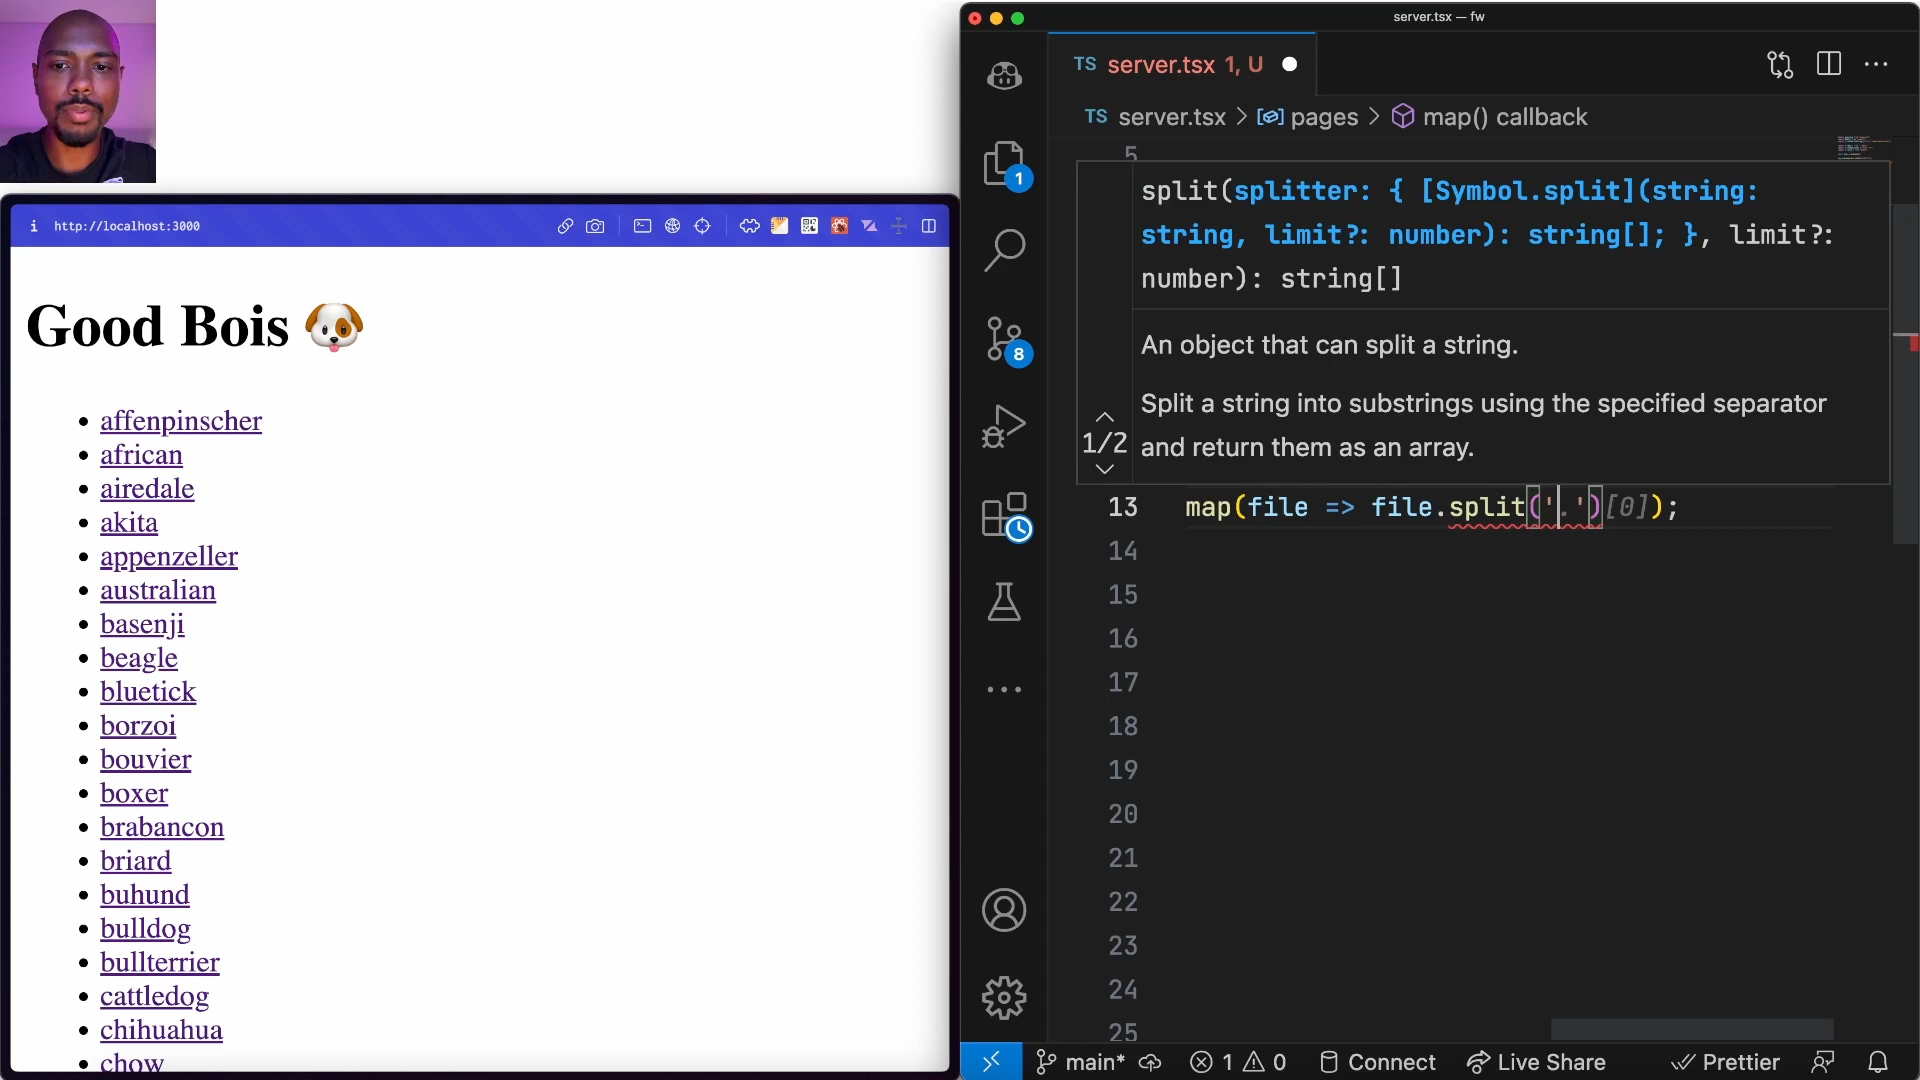 http://localhost:3000
Good Bois
affenpinscher
african
airedale
akita
appenzeller
australian
basenji
beagle
bluetick
borzoi
bouvier
boxer
brabancon
briard
buhund
bulldog
bullterrier
cattledog
chihuahua
chow
server.tsx — fw
TS server.tsx 1, U
TS server.tsx > pages > map() callback
5
split(splitter: { [Symbol.split](string:
string, limit?: number): string[]; }, limit?:
number): string[]
An object that can split a string.
Split a string into substrings using the specified separator
and return them as an array.
1/2
13 map(file => file.split('.')[0]);
14
15
16
17
18
19
20
21
22
23
24
25
1
8
main* 1 0 Connect Live Share Prettier